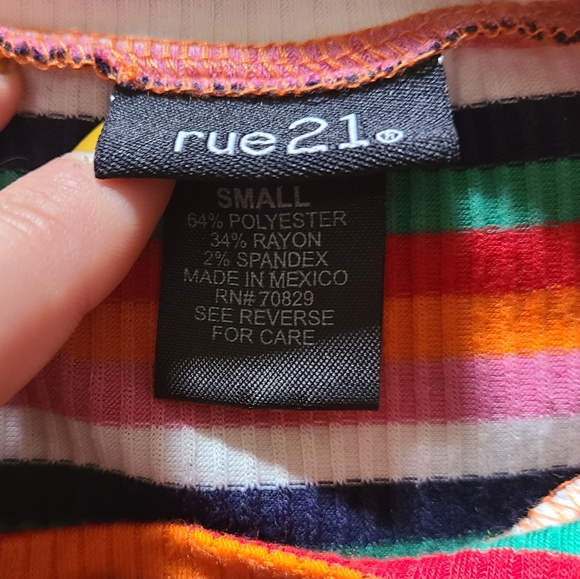 rue21®
SMALL
64% POLYESTER
34% RAYON
2% SPANDEX
MADE IN MEXICO
RN# 70829
SEE REVERSE
FOR CARE